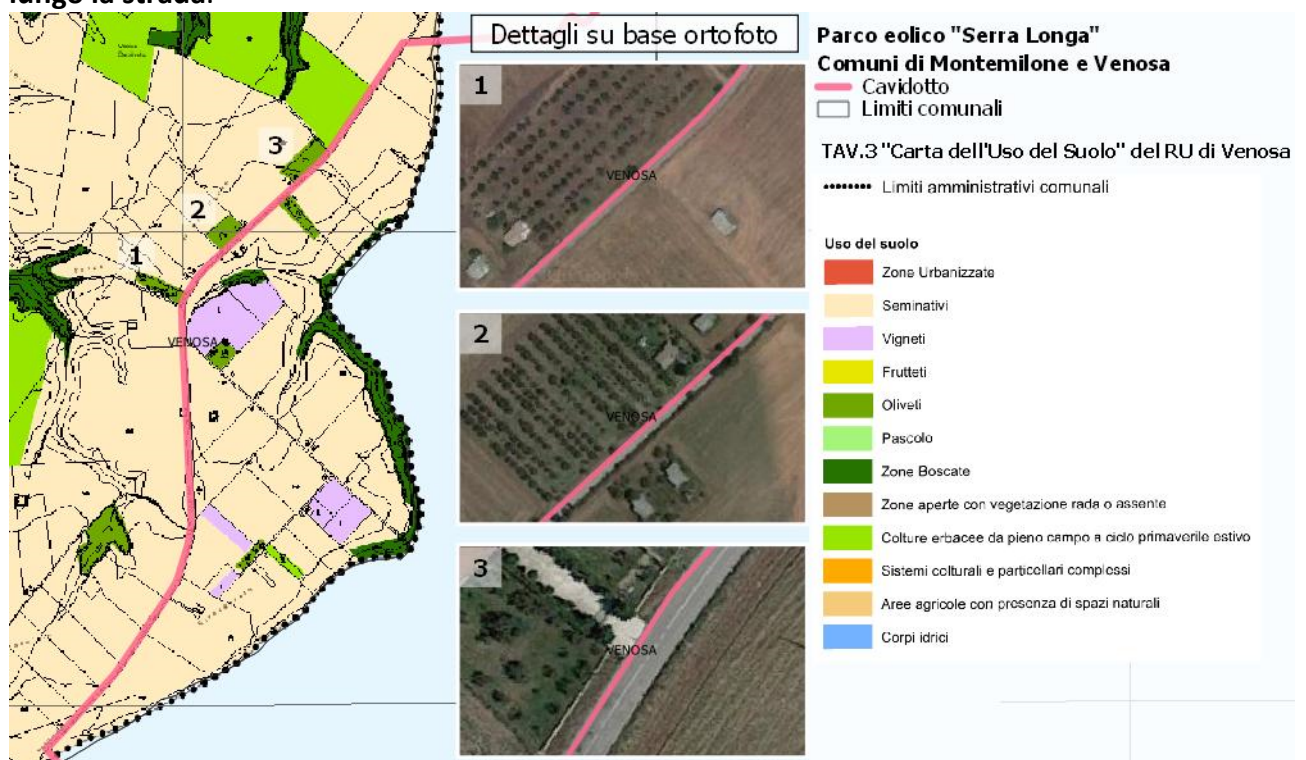 lungo la strada.
Dettagli su base ortofoto
1
VENOSA
2
VENOSA
3
VENOSA
3
2
1
VENOSA
Parco eolico "Serra Longa"
Comuni di Montemilone e Venosa
Cavidotto
Limiti comunali
TAV.3 "Carta dell'Uso del Suolo" del RU di Venosa
Limiti amministrativi comunali
Uso del suolo
Zone Urbanizzate
Seminativi
Vigneti
Frutteti
Oliveti
Pascolo
Zone Boscate
Zone aperte con vegetazione rada o assente
Colture erbacee da pieno campo a ciclo primaverile estivo
Sistemi colturali e particellari complessi
Aree agricole con presenza di spazi naturali
Corpi idrici